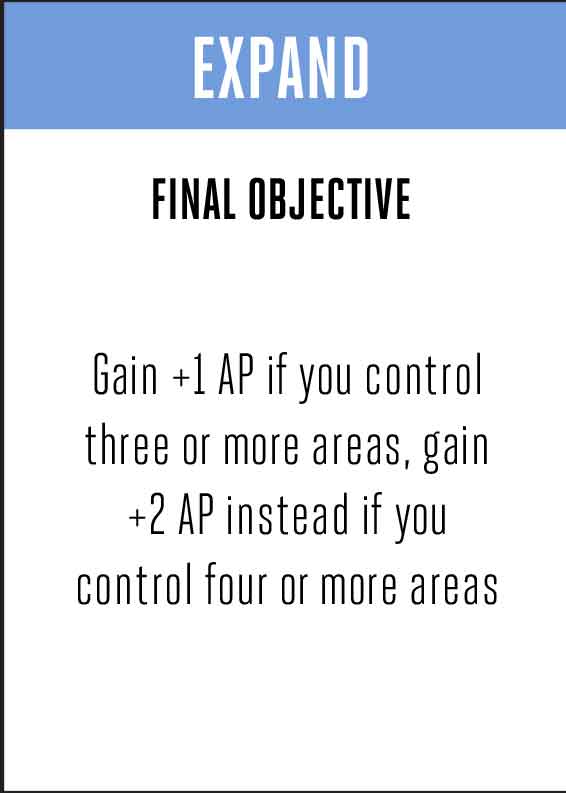 EXPAND
FINAL OBJECTIVE
Gain +1 AP if you control
three or more areas, gain
+2 AP instead if you
control four or more areas